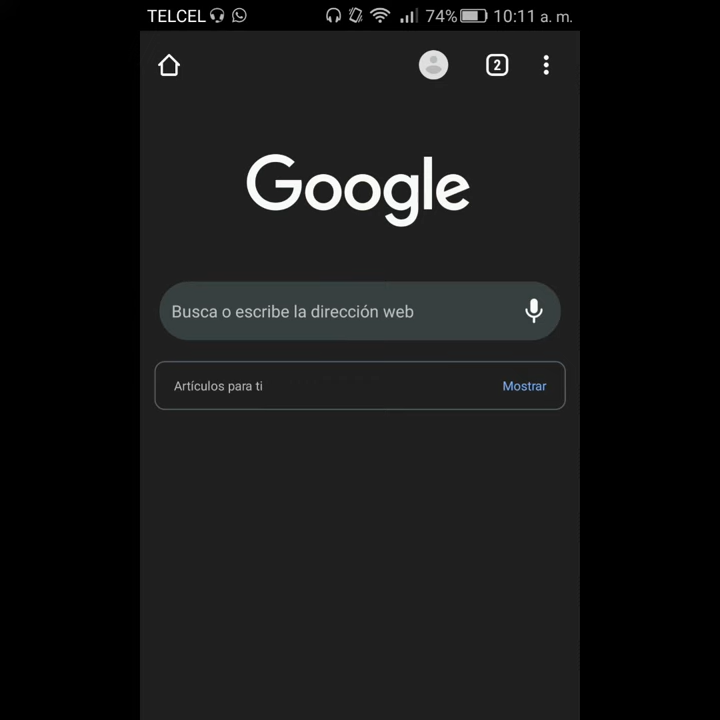 TELCEL 74% 10:11 a. m.
2
Google
Busca o escribe la dirección web
Artículos para ti Mostrar